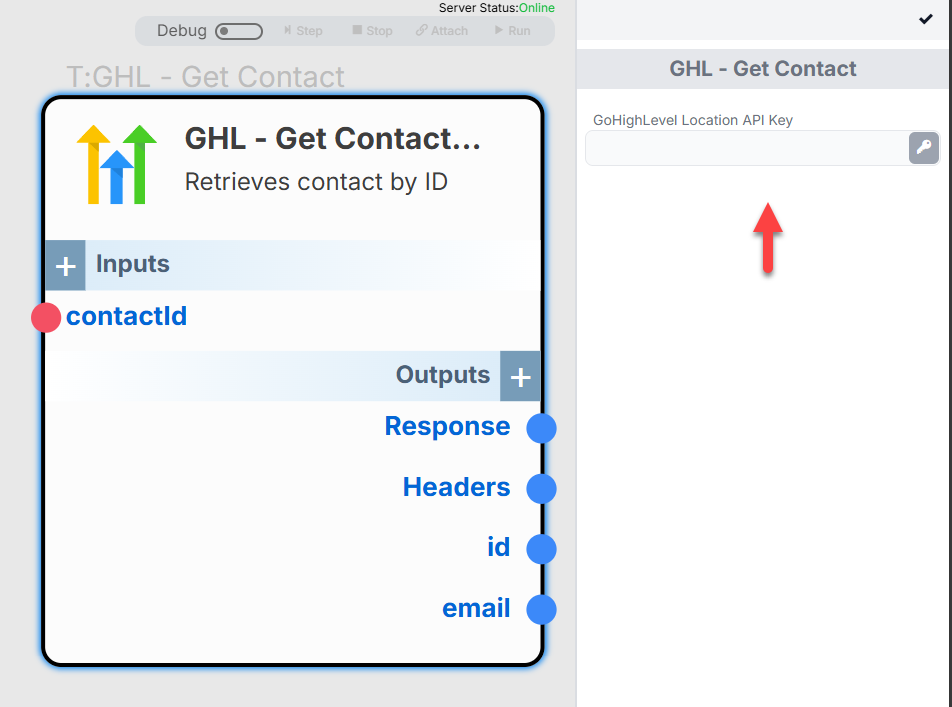 Server Status:Online
Debug Step Stop Attach Run
T:GHL - Get Contact
GHL - Get Contact...
Retrieves contact by ID
+ Inputs
contactId
Outputs +
Response
Headers
id
email
GHL - Get Contact
GoHighLevel Location API Key